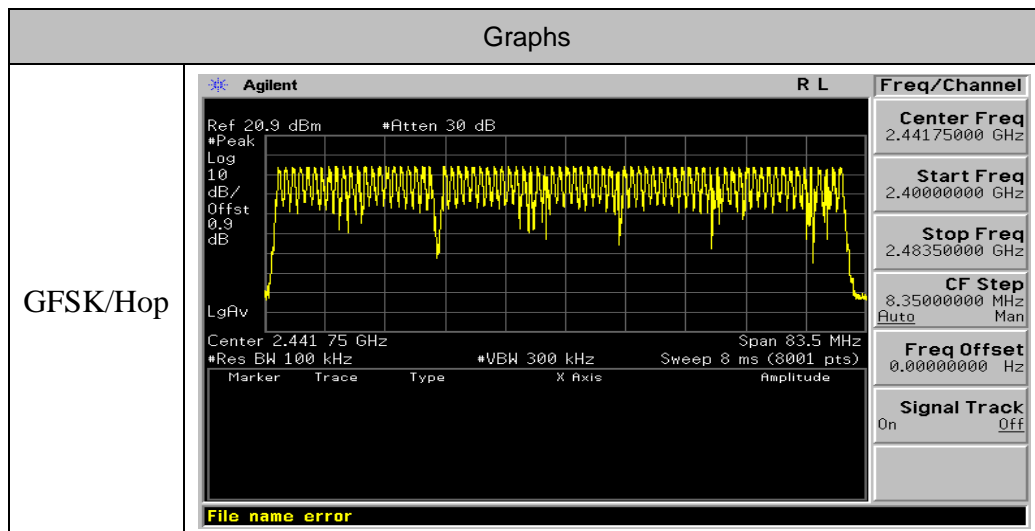 Graphs
GFSK/Hop
Agilent R L
Ref 20.9 dBm #Atten 30 dB
#Peak
Log
10
dB/
Offst
0.9
dB
LgAv
Center 2.441 75 GHz Span 83.5 MHz
#Res BW 100 kHz #VBW 300 kHz Sweep 8 ms (8001 pts)
Marker Trace Type X Axis Amplitude
File name error
Freq/Channel
Center Freq
2.44175000 GHz
Start Freq
2.40000000 GHz
Stop Freq
2.48350000 GHz
CF Step
8.35000000 MHz
Auto Man
Freq Offset
0.00000000 Hz
Signal Track
On Off